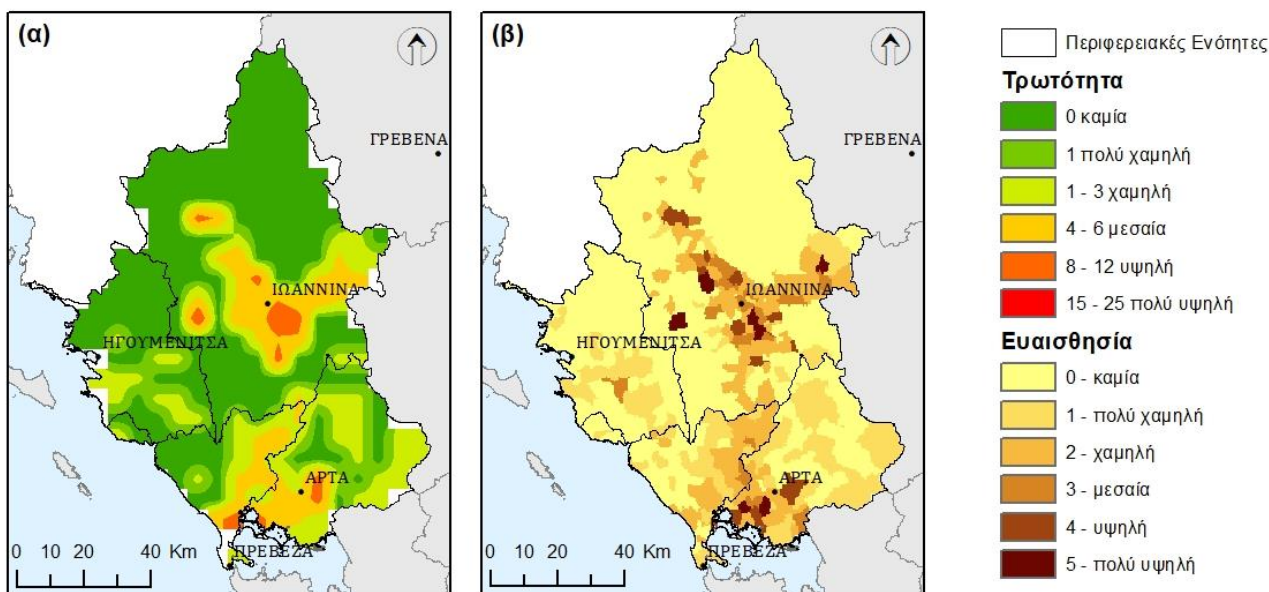 (α)
ΓΡΕΒΕΝΑ
ΙΩΑΝΝΙΝΑ
ΗΓΟΥΜΕΝΙΤΣΑ
ΑΡΤΑ
ΠΡΕΒΕΖΑ
0 10 20 40 Km
(β)
ΓΡΕΒΕΝΑ
ΙΩΑΝΝΙΝΑ
ΗΓΟΥΜΕΝΙΤΣΑ
ΑΡΤΑ
ΠΡΕΒΕΖΑ
0 10 20 40 Km
Περιφερειακές Ενότητες
Τρωτότητα
0 καμία
1 πολύ χαμηλή
1 - 3 χαμηλή
4 - 6 μεσαία
8 - 12 υψηλή
15 - 25 πολύ υψηλή
Ευαισθησία
0 - καμία
1 - πολύ χαμηλή
2 - χαμηλή
3 - μεσαία
4 - υψηλή
5 - πολύ υψηλή